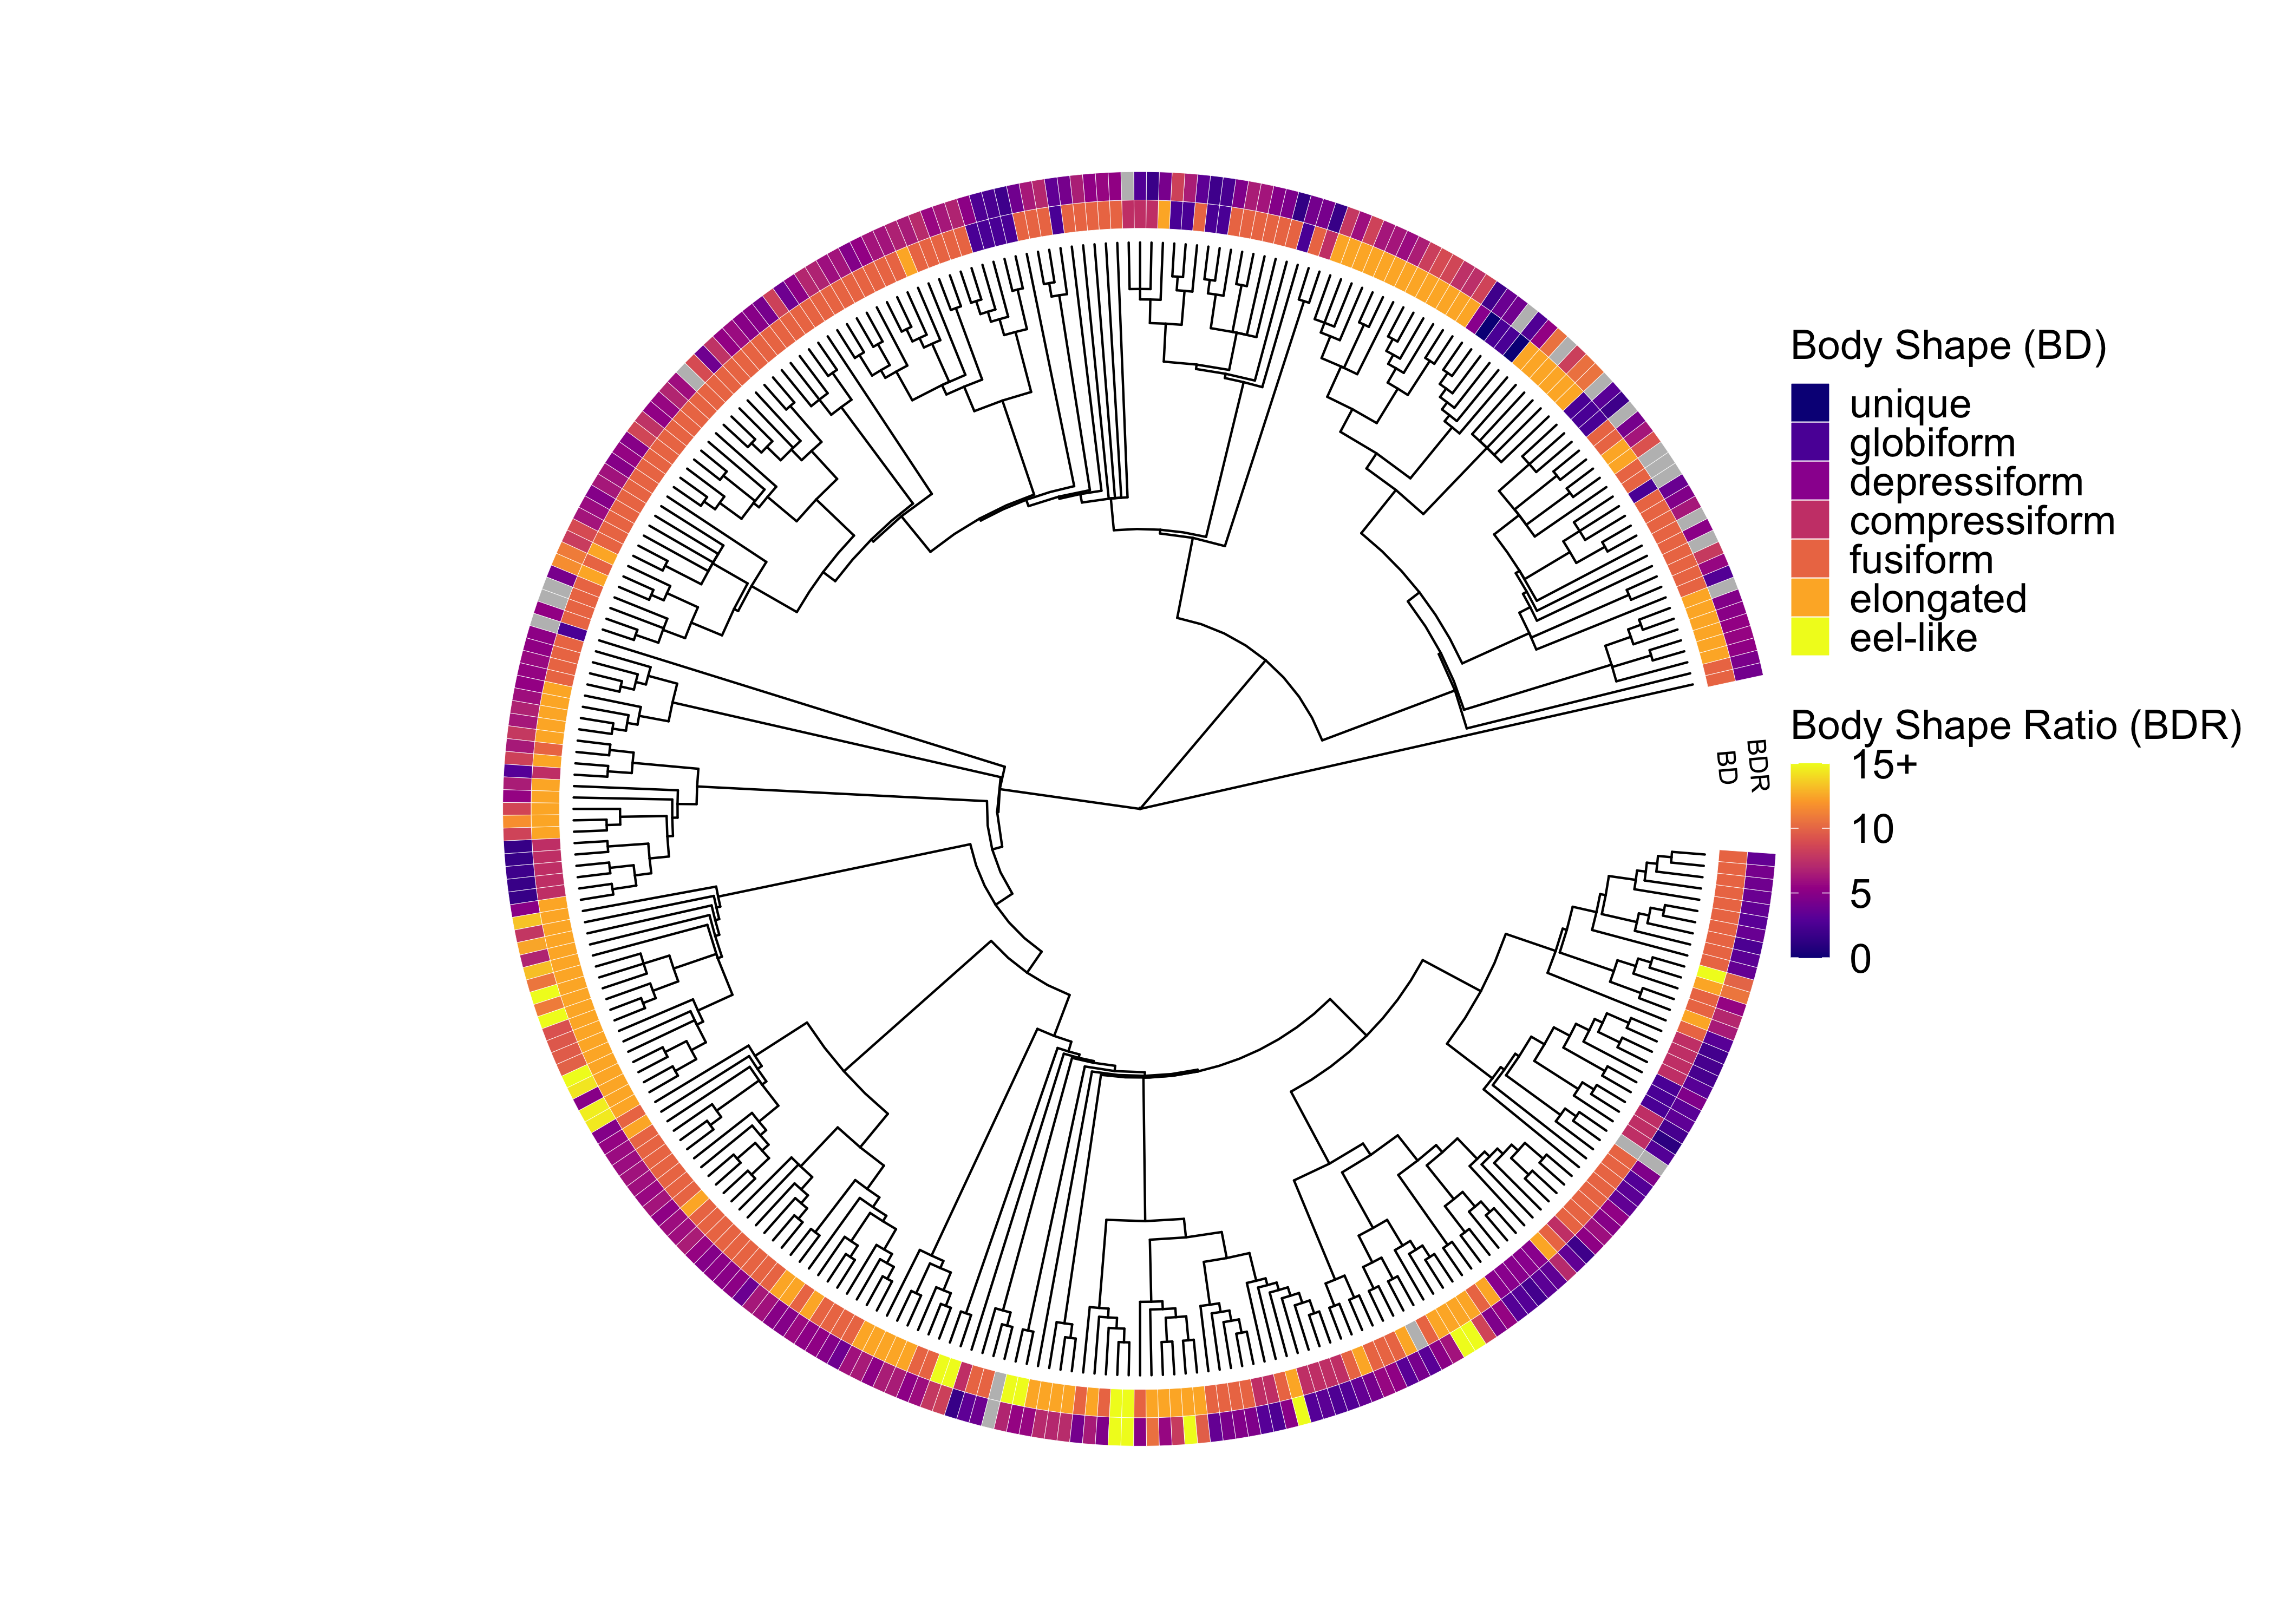 Body Shape (BD)
unique
globiform
depressiform
compressiform
fusiform
elongated
eel-like
Body Shape Ratio (BDR)
15+
10
5
0
BDR
BD